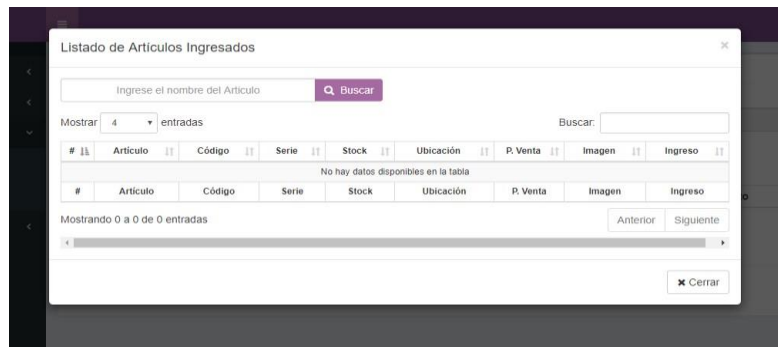 Listado de Artículos Ingresados ×
Ingrese el nombre del Articulo Buscar
Mostrar 4 entradas Buscar:
# Artículo Código Serie Stock Ubicación P. Venta Imagen Ingreso
No hay datos disponibles en la tabla
# Artículo Código Serie Stock Ubicación P. Venta Imagen Ingreso
Mostrando 0 a 0 de 0 entradas Anterior Siguiente
× Cerrar